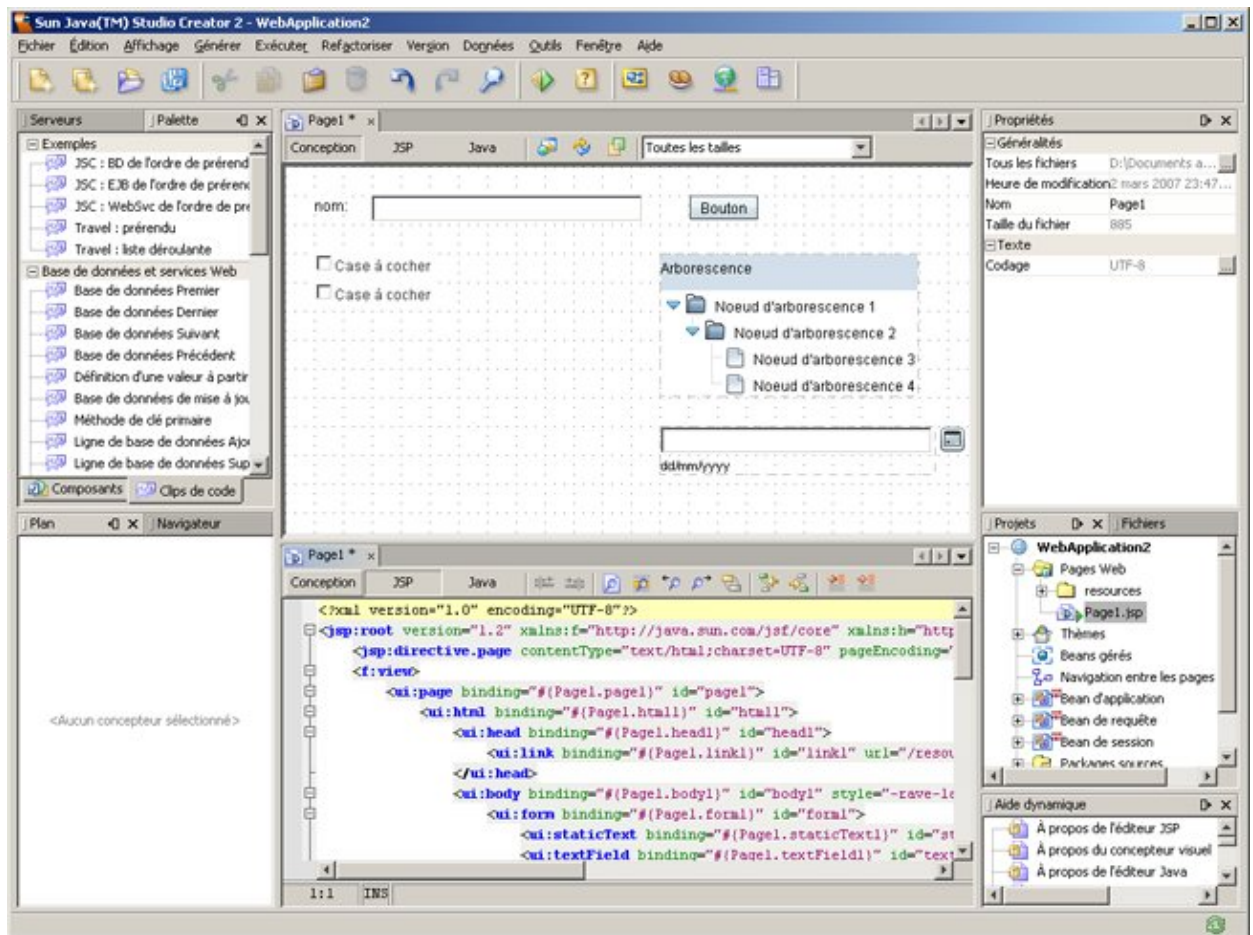 Sun Java(TM) Studio Creator 2 - WebApplication2
Fichier Édition Affichage Générer Exécuter Refactoriser Version Données Outils Fenêtre Aide
Serveurs Palette
Exemples
JSC : BD de l'ordre de prérend
JSC : EJB de l'ordre de préren
JSC : WebSvc de l'ordre de pre
Travel : prérendu
Travel : liste déroulante
Base de données et services Web
Base de données Premier
Base de données Dernier
Base de données Suivant
Base de données Précédent
Définition d'une valeur à partir
Base de données de mise à jou
Méthode de clé primaire
Ligne de base de données Ajou
Ligne de base de données Sup
Composants Clips de code
Plan Navigateur
<Aucun concepteur sélectionné>
Page1 *
Conception JSP Java Toutes les tailles
nom: Bouton
Case à cocher
Case à cocher
Arborescence
Noeud d'arborescence 1
Noeud d'arborescence 2
Noeud d'arborescence 3
Noeud d'arborescence 4
dd/mm/yyyy
Page1 *
Conception JSP Java
<?xml version="1.0" encoding="UTF-8"?>
<jsp:root version="1.2" xmlns:f="http://java.sun.com/jsf/core" xmlns:h="http
<jsp:directive.page contentType="text/html;charset=UTF-8" pageEncoding="
<f:view>
<ui:page binding="#{Page1.page1}" id="page1">
<ui:html binding="#{Page1.html1}" id="html1">
<ui:head binding="#{Page1.head1}" id="head1">
<ui:link binding="#{Page1.link1}" id="link1" url="/resou
</ui:head>
<ui:body binding="#{Page1.body1}" id="body1" style="-rave-la
<ui:form binding="#{Page1.form1}" id="form1">
<ui:staticText binding="#{Page1.staticText1}" id="st
<ui:textField binding="#{Page1.textField1}" id="text
1:1 INS
Propriétés
Généralités
Tous les fichiers D:\Documents a...
Heure de modification 2 mars 2007 23:47...
Nom Page1
Taille du fichier 885
Texte
Codage UTF-8
Projets Fichiers
WebApplication2
Pages Web
resources
Page1.jsp
Thèmes
Beans gérés
Navigation entre les pages
Bean d'application
Bean de requête
Bean de session
Packages sources
Aide dynamique
À propos de l'éditeur JSP
À propos du concepteur visuel
À propos de l'éditeur Java